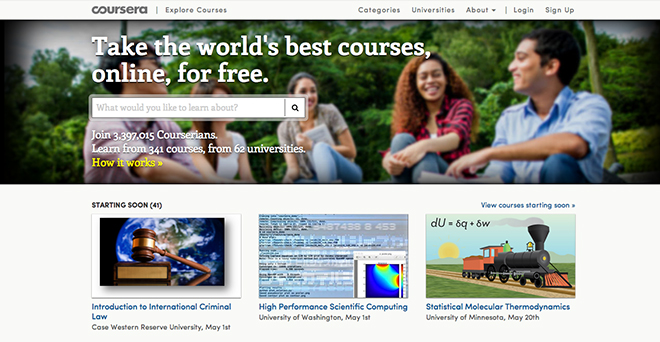 coursera | Explore Courses Categories Universities About | Login Sign Up
Take the world's best courses,
online, for free.
What would you like to learn about?
Join 3,397,015 Courserians.
Learn from 341 courses, from 62 universities.
How it works »
STARTING SOON (41) View courses starting soon »
dU = δq + δw
Introduction to International Criminal
Law
Case Western Reserve University, May 1st
High Performance Scientific Computing
University of Washington, May 1st
Statistical Molecular Thermodynamics
University of Minnesota, May 20th